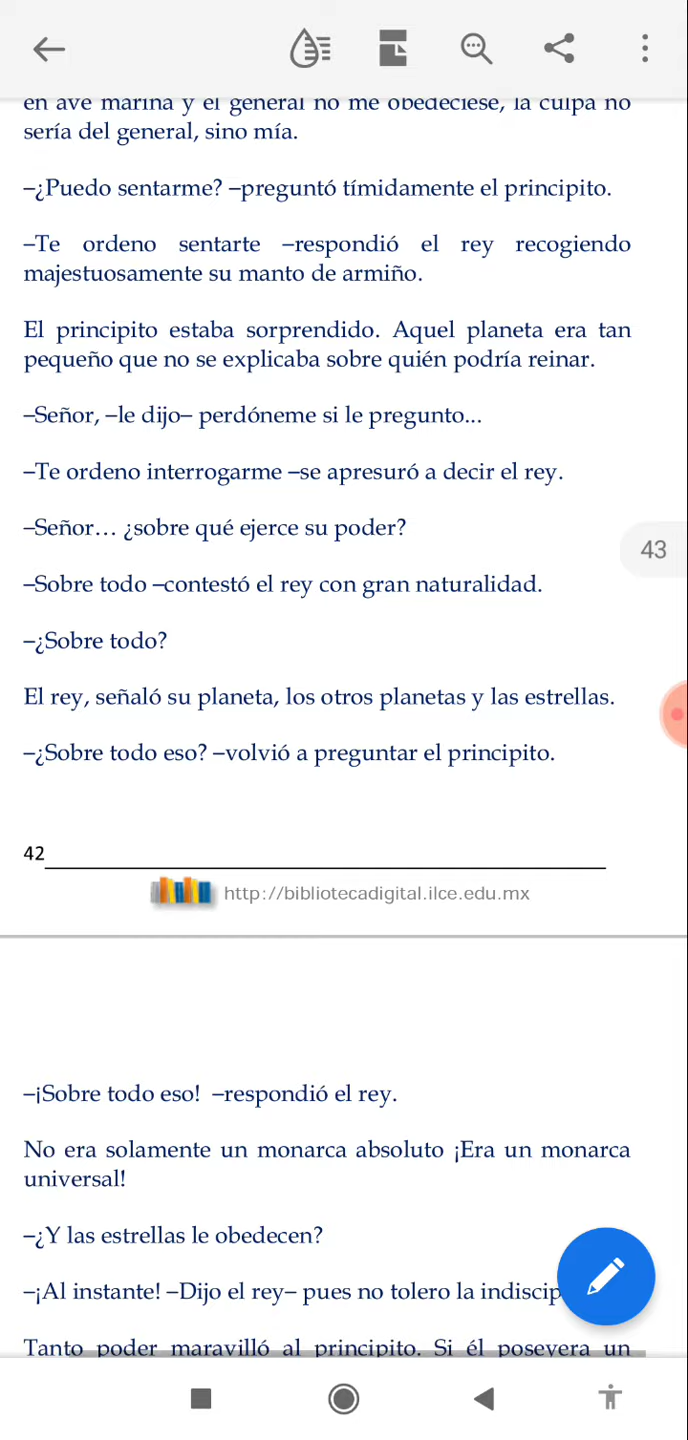 en ave marina y el general no me obedeciese, la culpa no
sería del general, sino mía.
–¿Puedo sentarme? –preguntó tímidamente el principito.
–Te ordeno sentarte –respondió el rey recogiendo
majestuosamente su manto de armiño.
El principito estaba sorprendido. Aquel planeta era tan
pequeño que no se explicaba sobre quién podría reinar.
–Señor, –le dijo– perdóneme si le pregunto...
–Te ordeno interrogarme –se apresuró a decir el rey.
–Señor… ¿sobre qué ejerce su poder?
43
–Sobre todo –contestó el rey con gran naturalidad.
–¿Sobre todo?
El rey, señaló su planeta, los otros planetas y las estrellas.
–¿Sobre todo eso? –volvió a preguntar el principito.
42
http://bibliotecadigital.ilce.edu.mx
–¡Sobre todo eso! –respondió el rey.
No era solamente un monarca absoluto ¡Era un monarca
universal!
–¿Y las estrellas le obedecen?
–¡Al instante! –Dijo el rey– pues no tolero la indiscip
Tanto poder maravilló al principito. Si él poseyera un